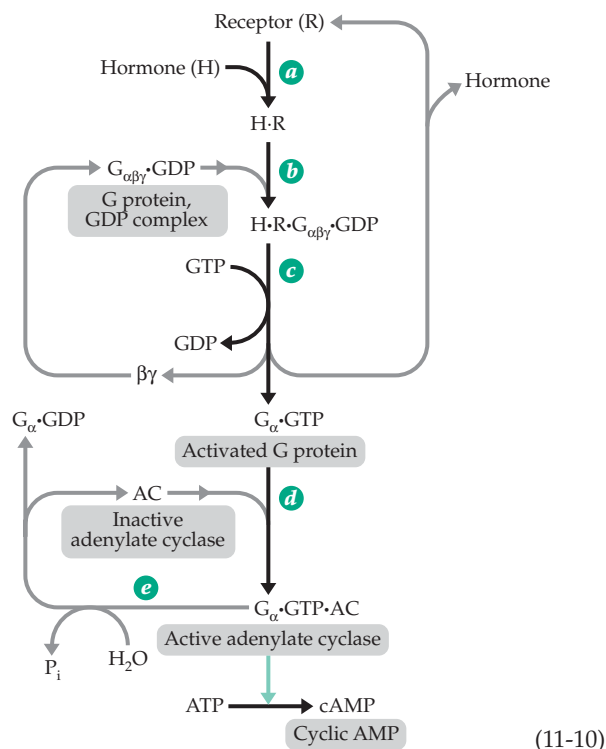 Receptor (R)
Hormone (H)
a
Hormone
H·R
Gαβγ•GDP
b
G protein,
GDP complex
H•R•Gαβγ•GDP
GTP
c
GDP
βγ
Gα•GDP
Gα•GTP
Activated G protein
AC
d
Inactive
adenylate cyclase
e
Gα•GTP•AC
Active adenylate cyclase
Pi
H2O
ATP
cAMP
Cyclic AMP
(11-10)